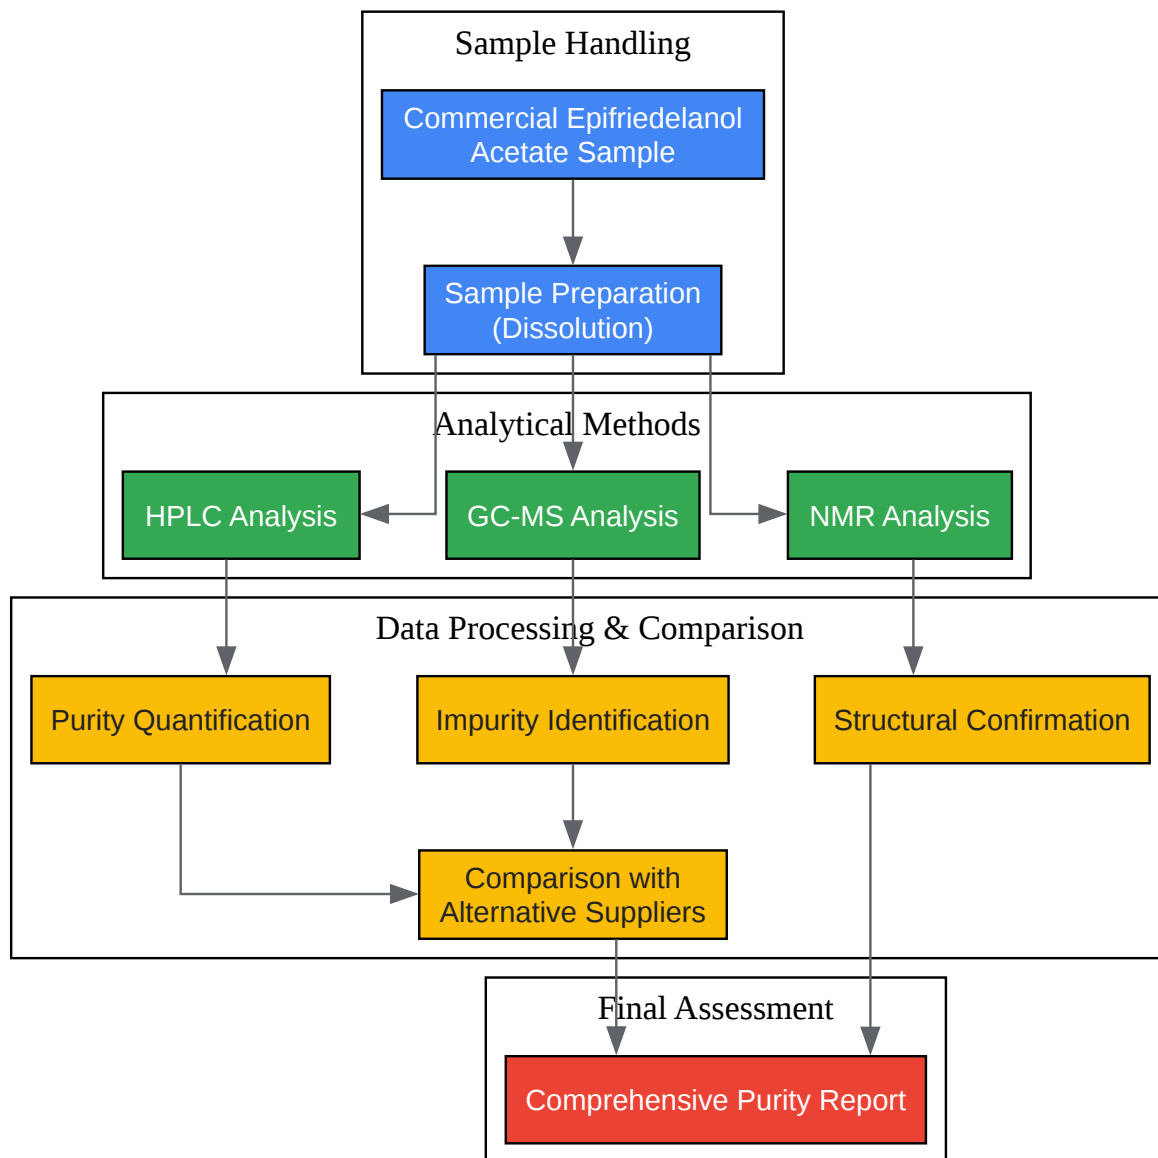 Sample Handling
Commercial Epifriedelanol
Acetate Sample
Sample Preparation
(Dissolution)
Analytical Methods
HPLC Analysis
GC-MS Analysis
NMR Analysis
Data Processing & Comparison
Purity Quantification
Impurity Identification
Structural Confirmation
Comparison with
Alternative Suppliers
Final Assessment
Comprehensive Purity Report